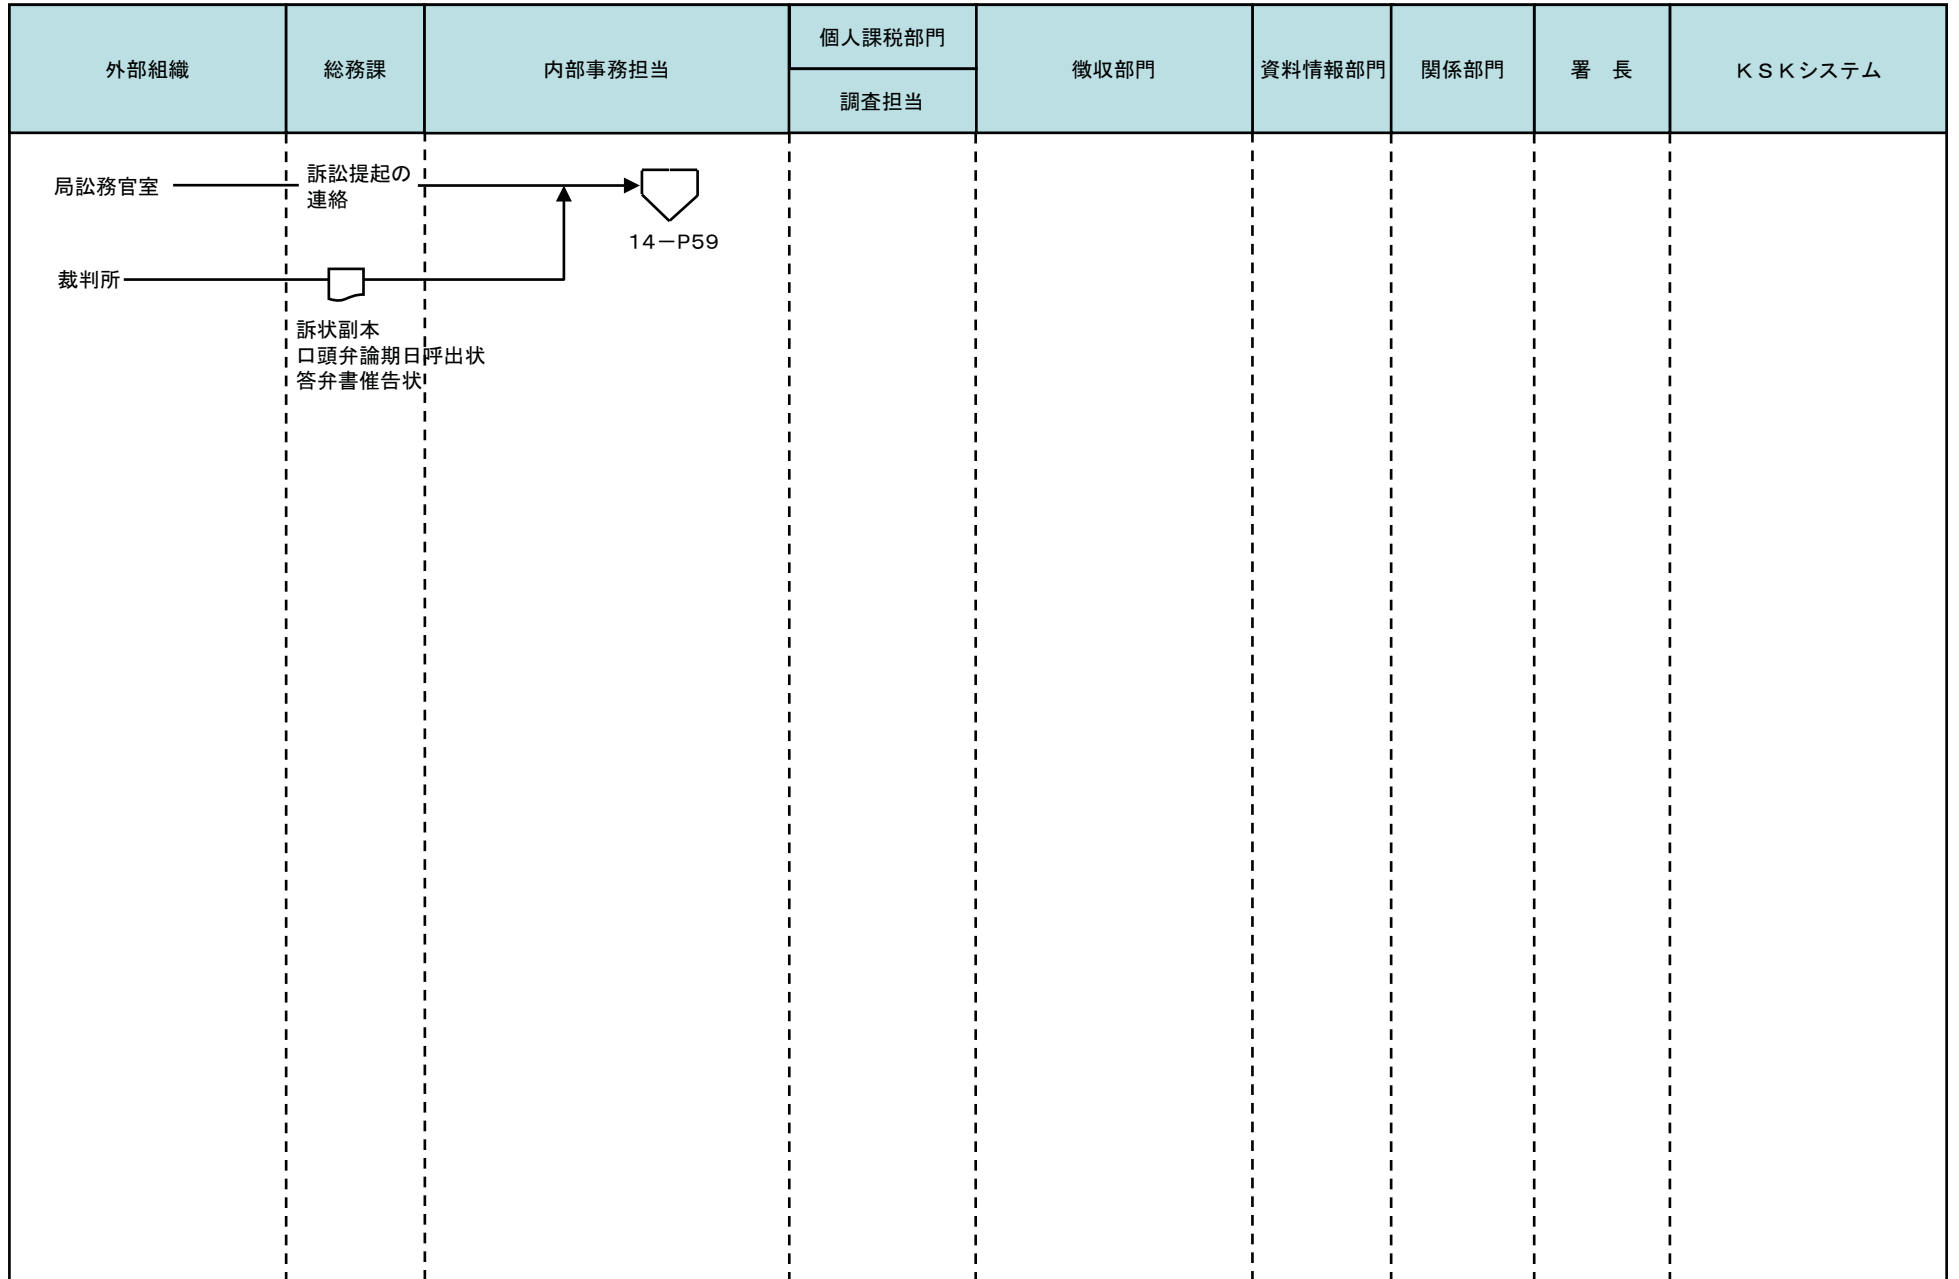 外部組織
総務課
内部事務担当
個人課税部門
調査担当
徴収部門
資料情報部門
関係部門
署　長
ＫＳＫシステム
局訟務官室
訴訟提起の
連絡
14－P59
裁判所
訴状副本
口頭弁論期日呼出状
答弁書催告状